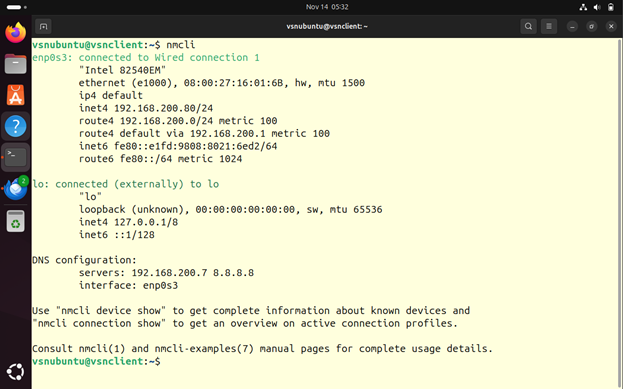 Nov 14 05:32
vsnubuntu@vsnclient: ~
vsnubuntu@vsnclient:~$ nmcli
enp0s3: connected to Wired connection 1
"Intel 82540EM"
ethernet (e1000), 08:00:27:16:01:6B, hw, mtu 1500
ip4 default
inet4 192.168.200.80/24
route4 192.168.200.0/24 metric 100
route4 default via 192.168.200.1 metric 100
inet6 fe80::e1fd:9808:8021:6ed2/64
route6 fe80::/64 metric 1024
lo: connected (externally) to lo
"lo"
loopback (unknown), 00:00:00:00:00:00, sw, mtu 65536
inet4 127.0.0.1/8
inet6 ::1/128
DNS configuration:
servers: 192.168.200.7 8.8.8.8
interface: enp0s3
Use "nmcli device show" to get complete information about known devices and
"nmcli connection show" to get an overview on active connection profiles.
Consult nmcli(1) and nmcli-examples(7) manual pages for complete usage details.
vsnubuntu@vsnclient:~$
2